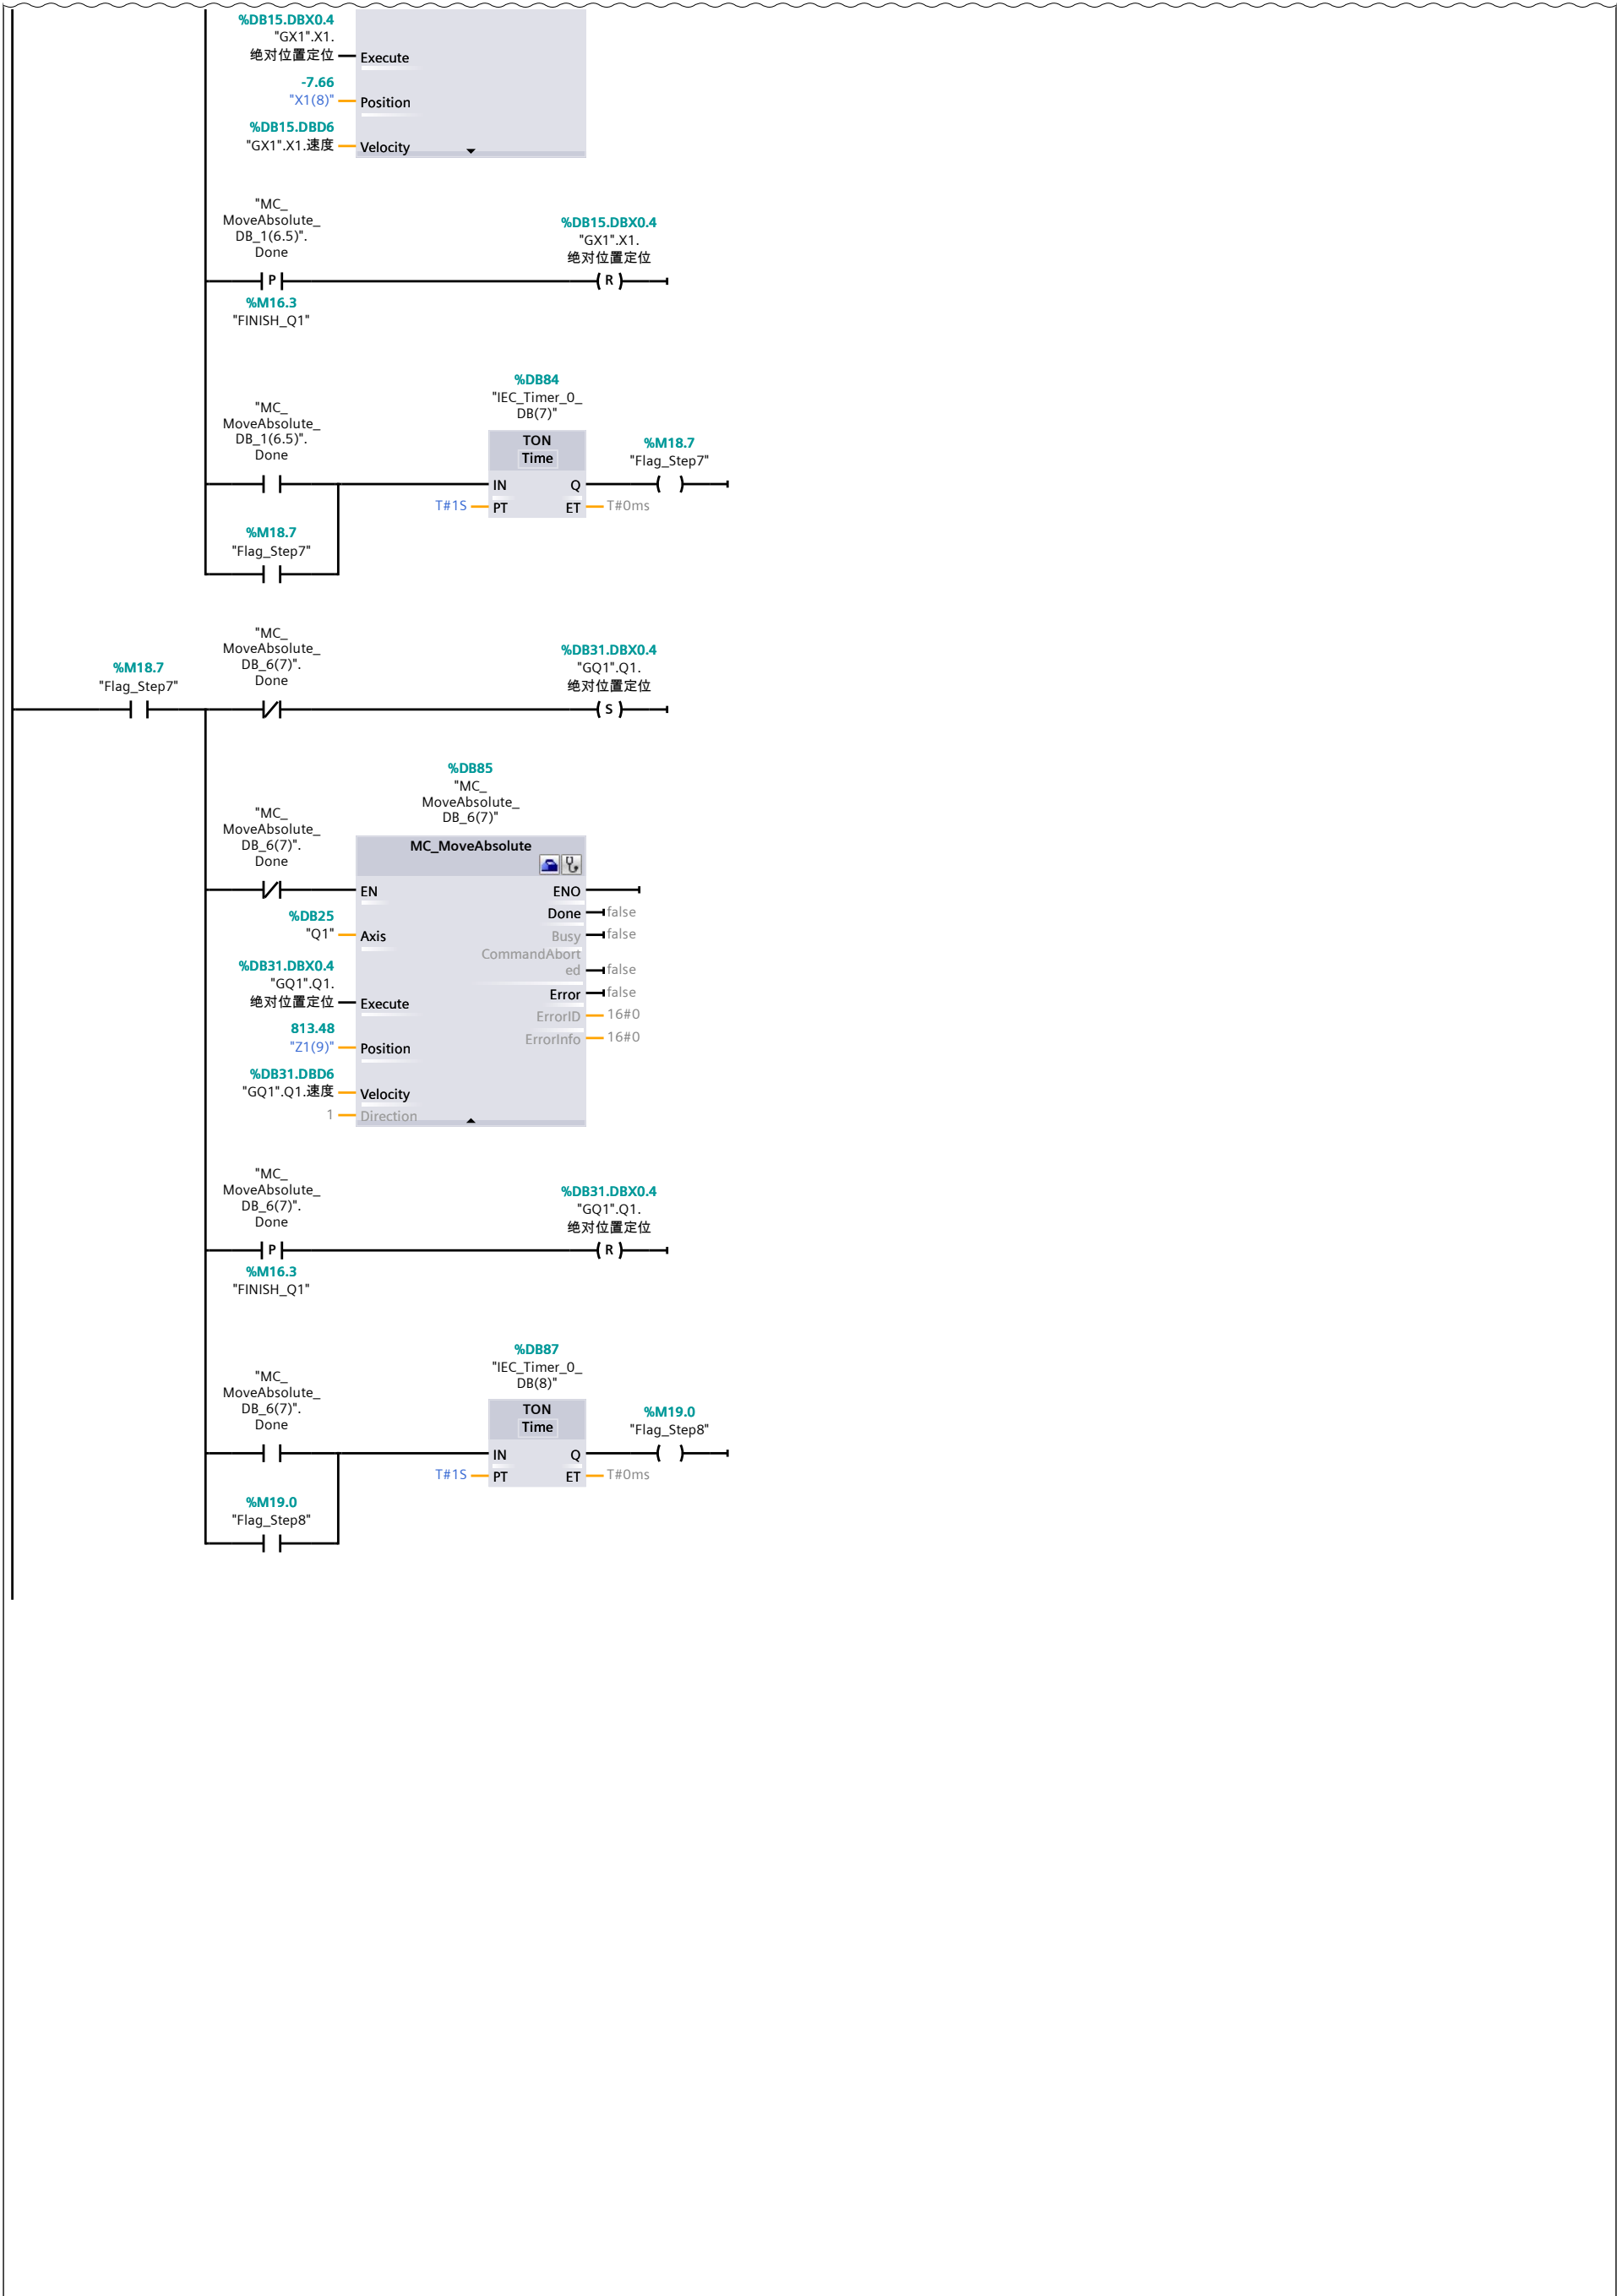 %DB15.DBX0.4
"GX1".X1.
绝对位置定位
Execute
-7.66
"X1(8)"
Position
%DB15.DBD6
"GX1".X1.速度
Velocity
"MC_
MoveAbsolute_
DB_1(6.5)".
Done
%DB15.DBX0.4
"GX1".X1.
绝对位置定位
P
R
%M16.3
"FINISH_Q1"
%DB84
"IEC_Timer_0_
DB(7)"
"MC_
MoveAbsolute_
DB_1(6.5)".
Done
TON
Time
%M18.7
"Flag_Step7"
IN
Q
T#1S
PT
ET
T#0ms
%M18.7
"Flag_Step7"
"MC_
MoveAbsolute_
DB_6(7)".
Done
%DB31.DBX0.4
"GQ1".Q1.
绝对位置定位
%M18.7
"Flag_Step7"
S
%DB85
"MC_
MoveAbsolute_
DB_6(7)"
"MC_
MoveAbsolute_
DB_6(7)".
Done
MC_MoveAbsolute
EN
ENO
Done
false
%DB25
"Q1"
Axis
Busy
false
CommandAbort
ed
false
%DB31.DBX0.4
"GQ1".Q1.
绝对位置定位
Execute
Error
false
ErrorID
16#0
813.48
"Z1(9)"
Position
ErrorInfo
16#0
%DB31.DBD6
"GQ1".Q1.速度
Velocity
1
Direction
"MC_
MoveAbsolute_
DB_6(7)".
Done
%DB31.DBX0.4
"GQ1".Q1.
绝对位置定位
P
R
%M16.3
"FINISH_Q1"
%DB87
"IEC_Timer_0_
DB(8)"
"MC_
MoveAbsolute_
DB_6(7)".
Done
TON
Time
%M19.0
"Flag_Step8"
IN
Q
T#1S
PT
ET
T#0ms
%M19.0
"Flag_Step8"